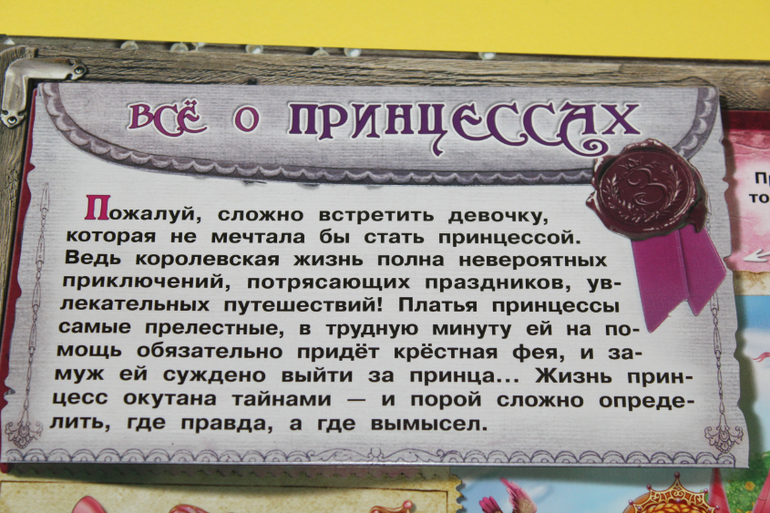 ВСЁ О ПРИНЦЕССАХ
Пожалуй, сложно встретить девочку,
которая не мечтала бы стать принцессой.
Ведь королевская жизнь полна невероятных
приключений, потрясающих праздников, ув-
лекательных путешествий! Платья принцессы
самые прелестные, в трудную минуту ей на по-
мощь обязательно придёт крёстная фея, и за-
муж ей суждено выйти за принца... Жизнь прин-
цесс окутана тайнами — и порой сложно опреде-
лить, где правда, а где вымысел.